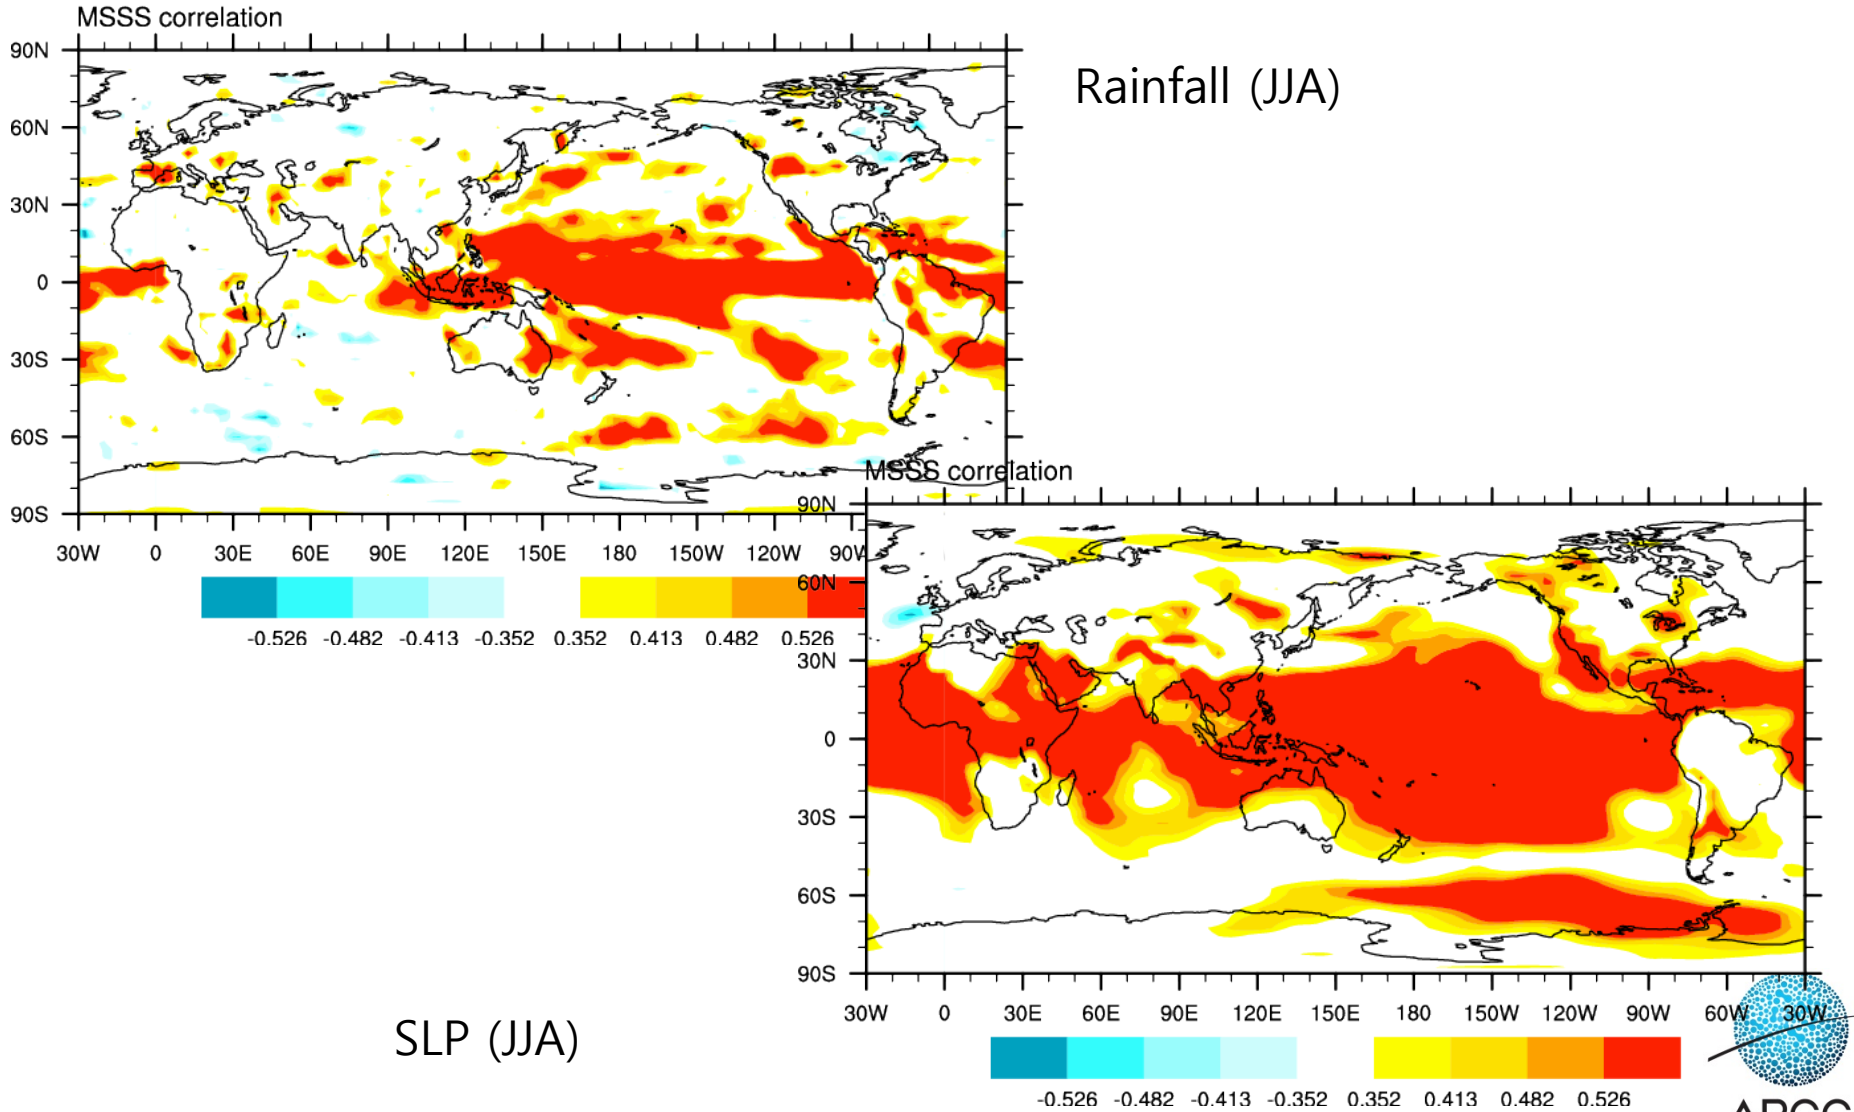 MSSS correlation
90N
60N
30N
0
30S
60S
90S
30W 0 30E 60E 90E 120E 150E 180 150W 120W
-0.526 -0.482 -0.413 -0.352 0.352 0.413 0.482 0.526
Rainfall (JJA)
MSSS correlation
90N
60N
30N
0
30S
60S
90S
30W 0 30E 60E 90E 120E 150E 180 150W 120W 90W 60W 30W
-0.526 -0.482 -0.413 -0.352 0.352 0.413 0.482 0.526
SLP (JJA)